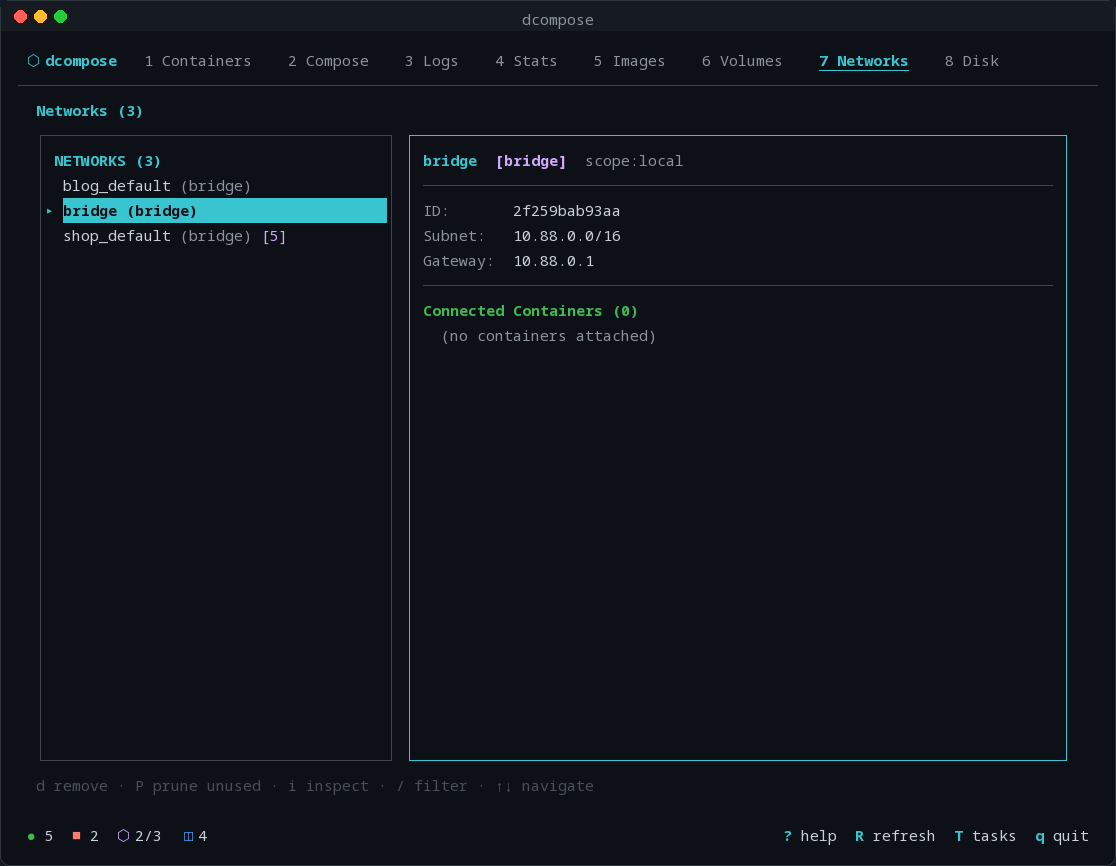 dcompose
⬡ dcompose 1 Containers 2 Compose 3 Logs 4 Stats 5 Images 6 Volumes 7 Networks 8 Disk
Networks (3)
NETWORKS (3)
blog_default (bridge)
▸ bridge (bridge)
shop_default (bridge) [5]
bridge [bridge] scope:local
ID: 2f259bab93aa
Subnet: 10.88.0.0/16
Gateway: 10.88.0.1
Connected Containers (0)
(no containers attached)
d remove · P prune unused · i inspect · / filter · ↑↓ navigate
● 5 ■ 2 ⬡ 2/3 ◫ 4 ? help R refresh T tasks q quit